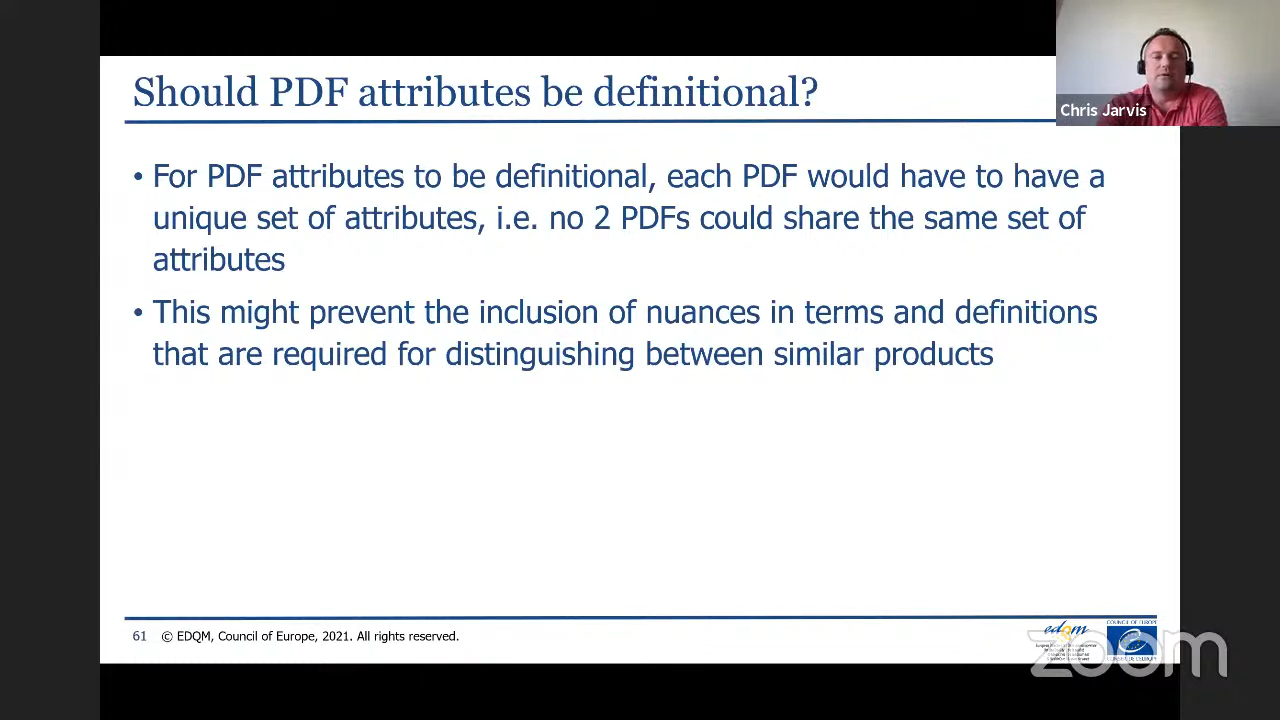 Should PDF attributes be definitional?
Chris Jarvis
• For PDF attributes to be definitional, each PDF would have to have a
unique set of attributes, i.e. no 2 PDFs could share the same set of
attributes
• This might prevent the inclusion of nuances in terms and definitions
that are required for distinguishing between similar products
61 © EDQM, Council of Europe, 2021. All rights reserved.
edqm
COUNCIL OF EUROPE
zoom